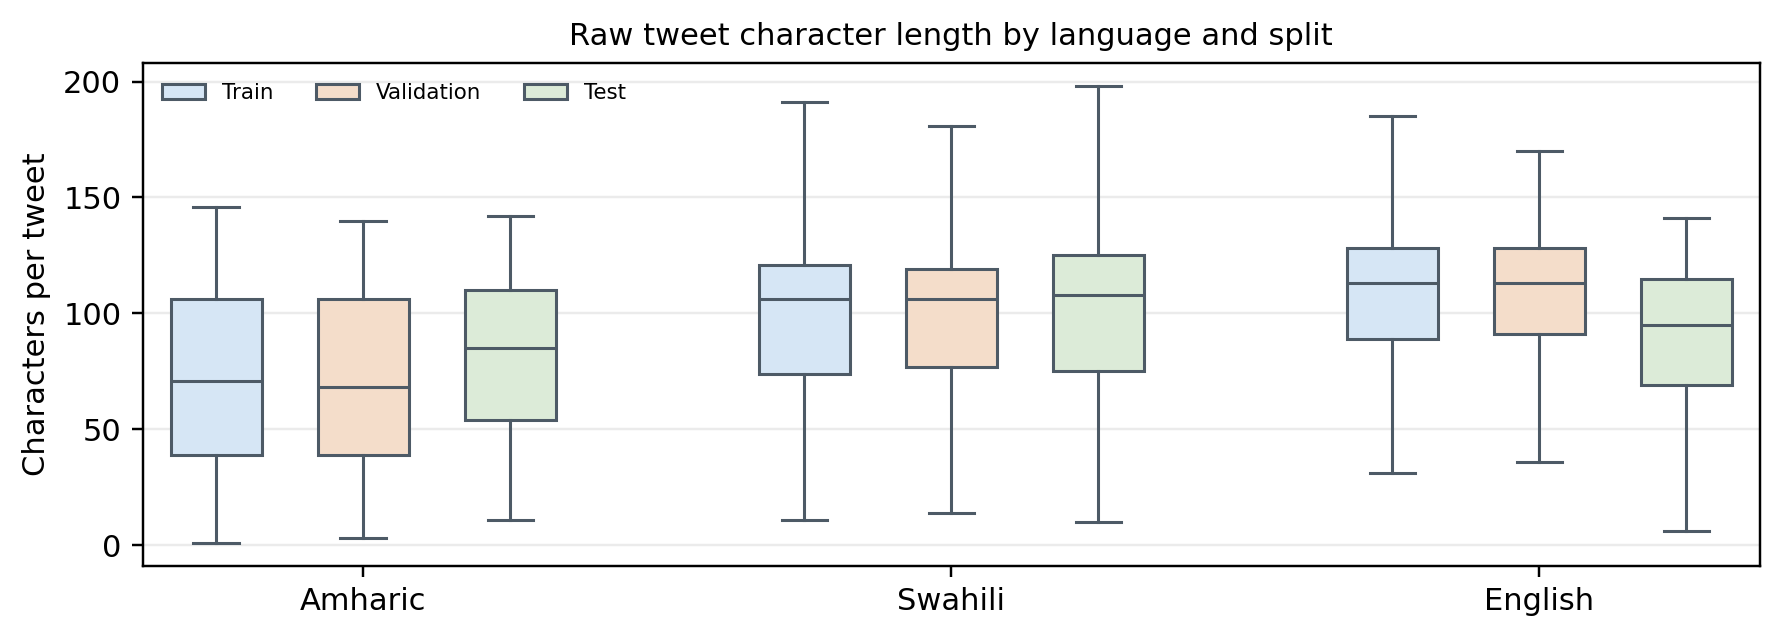 Raw tweet character length by language and split
Train Validation Test
Characters per tweet
200
150
100
50
0
Amharic Swahili English